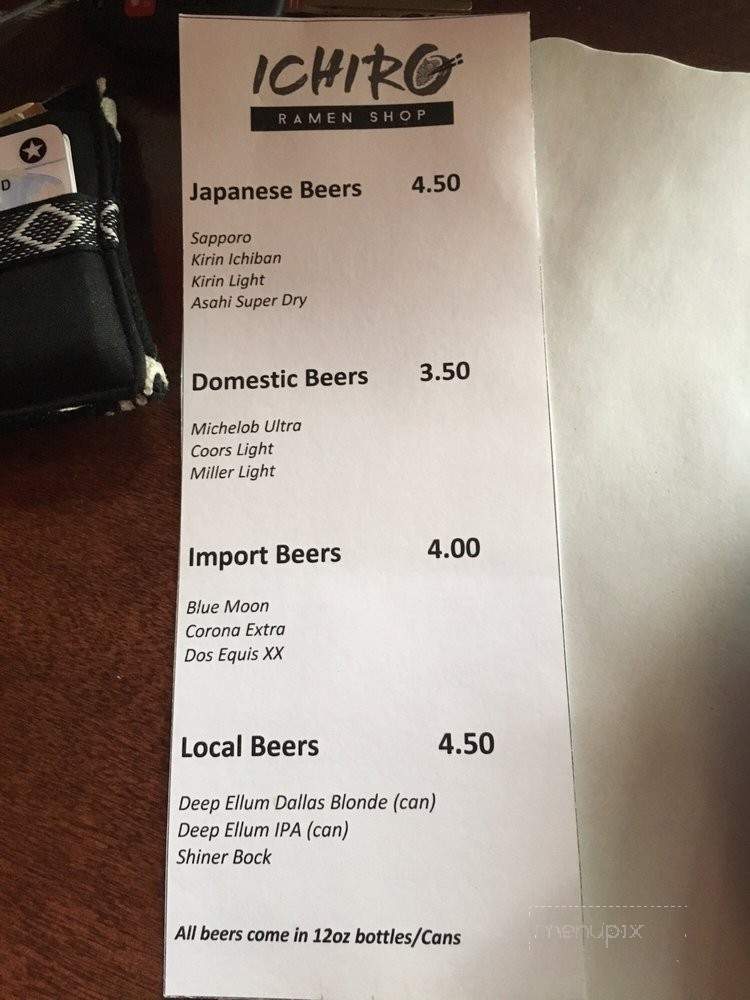 ICHIRO
RAMEN SHOP
Japanese Beers 4.50
Sapporo
Kirin Ichiban
Kirin Light
Asahi Super Dry
Domestic Beers 3.50
Michelob Ultra
Coors Light
Miller Light
Import Beers 4.00
Blue Moon
Corona Extra
Dos Equis XX
Local Beers 4.50
Deep Ellum Dallas Blonde (can)
Deep Ellum IPA (can)
Shiner Bock
All beers come in 12oz bottles/Cans
menupix
D